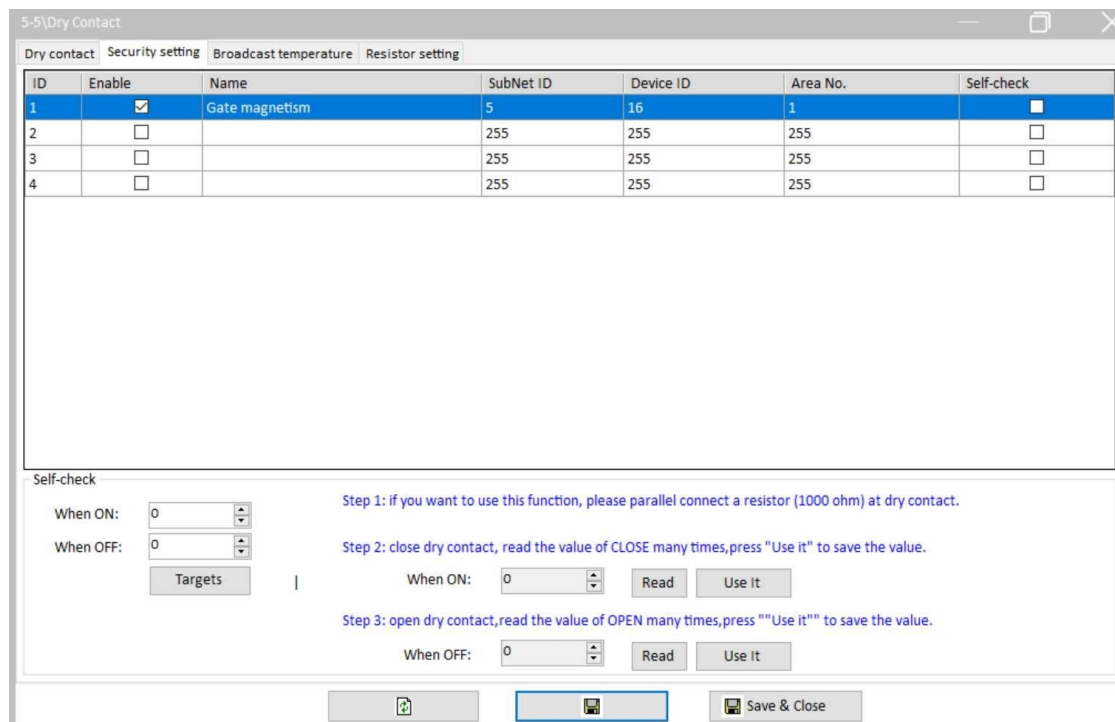 5-5\Dry Contact
Dry contact Security setting Broadcast temperature Resistor setting
ID Enable Name SubNet ID Device ID Area No. Self-check
1 Gate magnetism 5 16 1
2 255 255 255
3 255 255 255
4 255 255 255
Self-check
When ON: 0
When OFF: 0
Targets
Step 1: if you want to use this function, please parallel connect a resistor (1000 ohm) at dry contact.
Step 2: close dry contact, read the value of CLOSE many times,press "Use it" to save the value.
When ON: 0 Read Use It
Step 3: open dry contact,read the value of OPEN many times,press ""Use it"" to save the value.
When OFF: 0 Read Use It
Save & Close